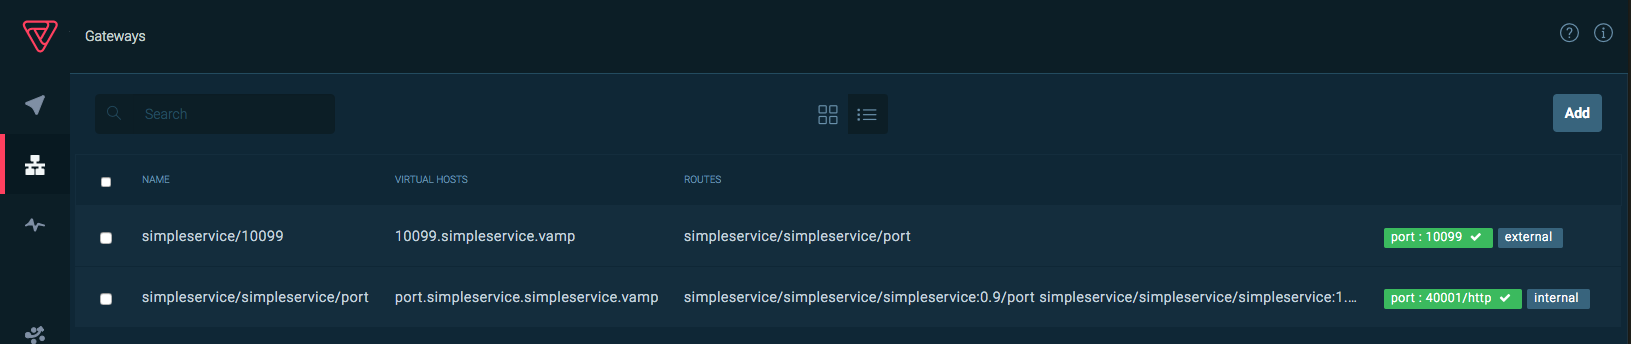 Gateways
Search
Add
NAME VIRTUAL HOSTS ROUTES
simpleservice/10099 10099.simpleservice.vamp simpleservice/simpleservice/port port : 10099 external
simpleservice/simpleservice/port port.simpleservice.simpleservice.vamp simpleservice/simpleservice/simpleservice:0.9/port simpleservice/simpleservice/simpleservice:1.... port : 40001/http internal